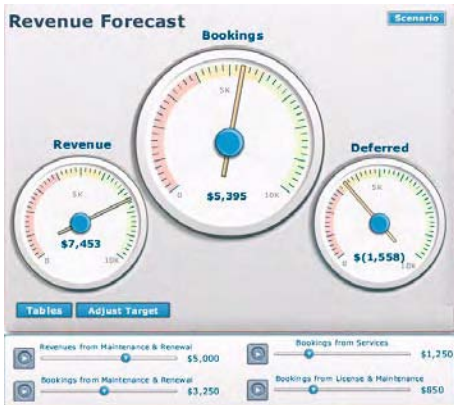 Revenue Forecast
Scenario
Bookings
5K
0
10K
$5,395
Revenue
5K
0
10K
$7,453
Deferred
5K
0
10K
$(1,558)
Tables
Adjust Target
Revenues from Maintenance & Renewal
$5,000
Bookings from Services
$1,250
Bookings from Maintenance & Renewal
$3,250
Bookings from License & Maintenance
$850